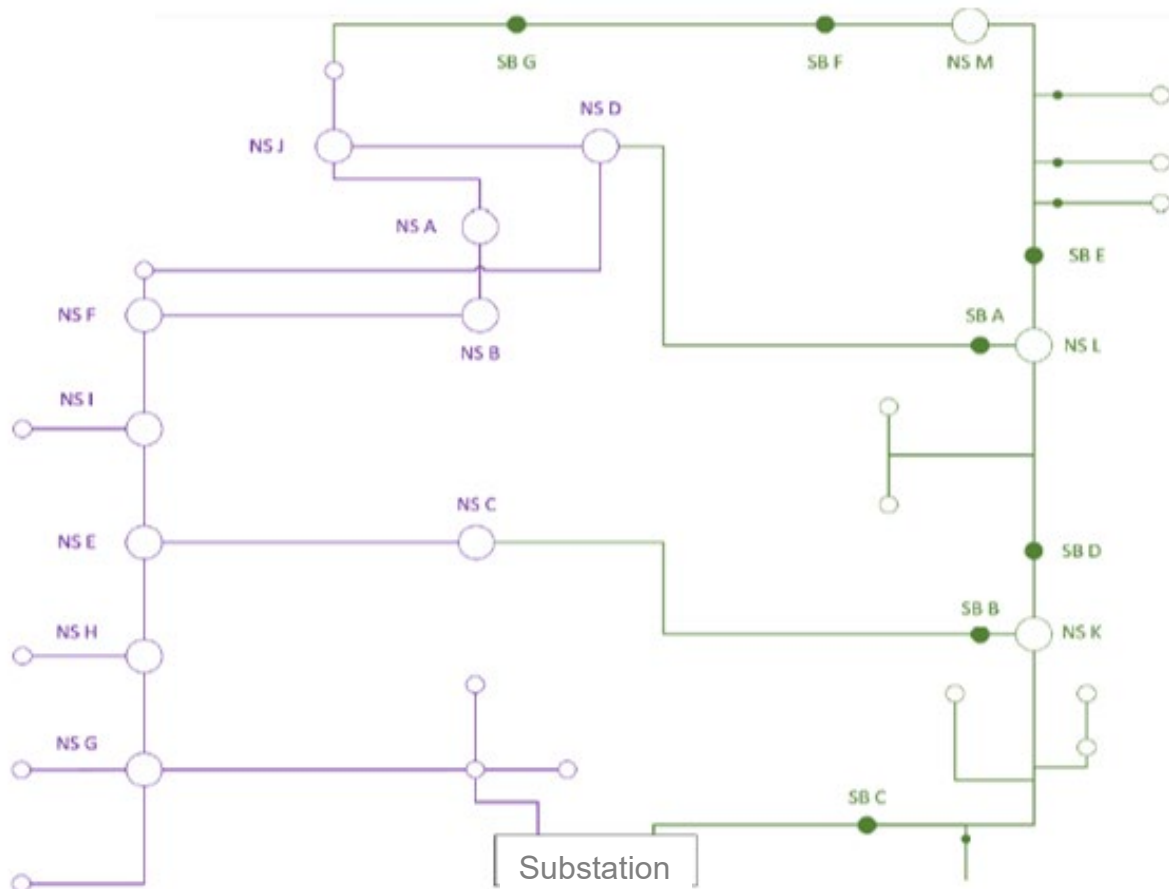 SB G
SB F
NS M
NS D
NS J
NS A
SB E
NS F
SB A
NS L
NS B
NS I
NS C
NS E
SB D
SB B
NS H
NS K
NS G
SB C
Substation